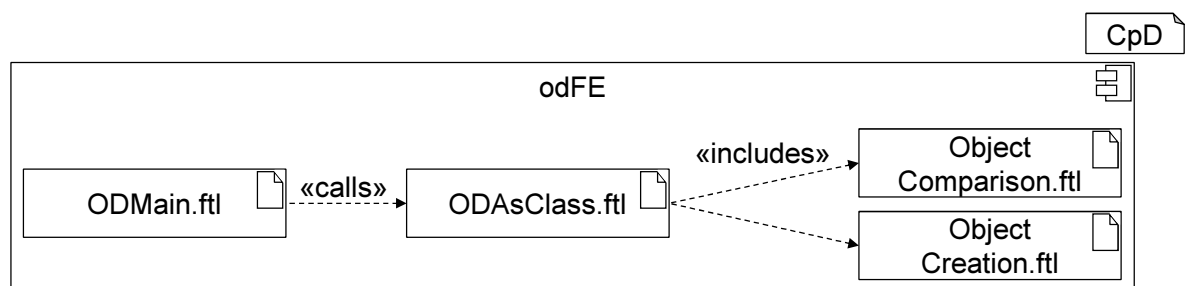 CpD
odFE
ODMain.ftl
«calls»
ODAsClass.ftl
«includes»
Object
Comparison.ftl
Object
Creation.ftl